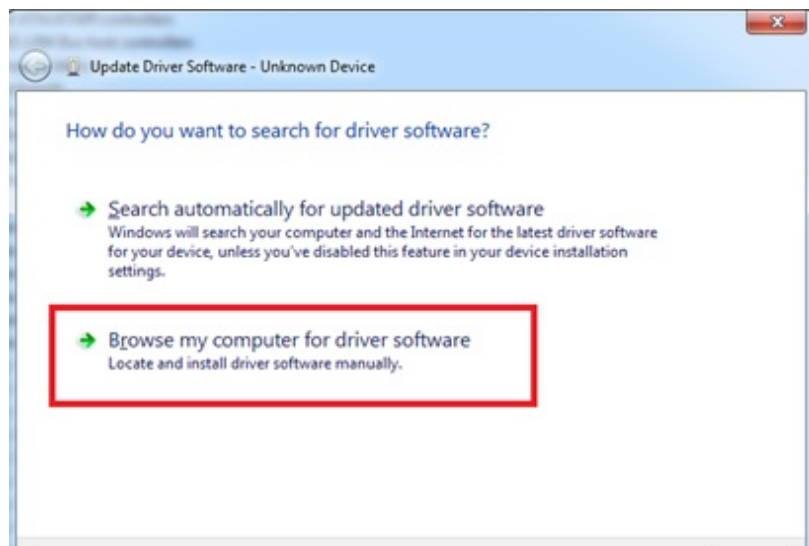 Update Driver Software - Unknown Device
How do you want to search for driver software?
Search automatically for updated driver software
Windows will search your computer and the Internet for the latest driver software
for your device, unless you've disabled this feature in your device installation
settings.
Browse my computer for driver software
Locate and install driver software manually.